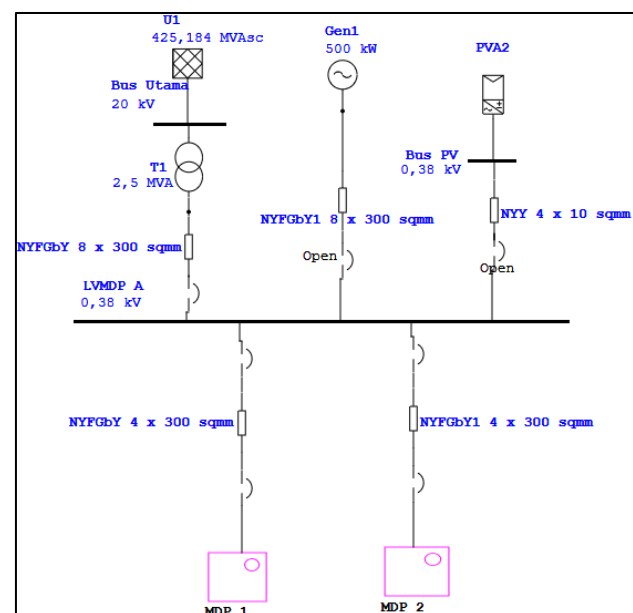 U1
425,184 MVAsc
Gen1
500 kW
PVA2
Bus Utama
20 kV
T1
2,5 MVA
Bus PV
0,38 kV
NYFGbY1 8 x 300 sqmm
NYY 4 x 10 sqmm
NYFGbY 8 x 300 sqmm
Open
Open
LVMDP A
0,38 kV
NYFGbY 4 x 300 sqmm
NYFGbY1 4 x 300 sqmm
MDP 1
MDP 2